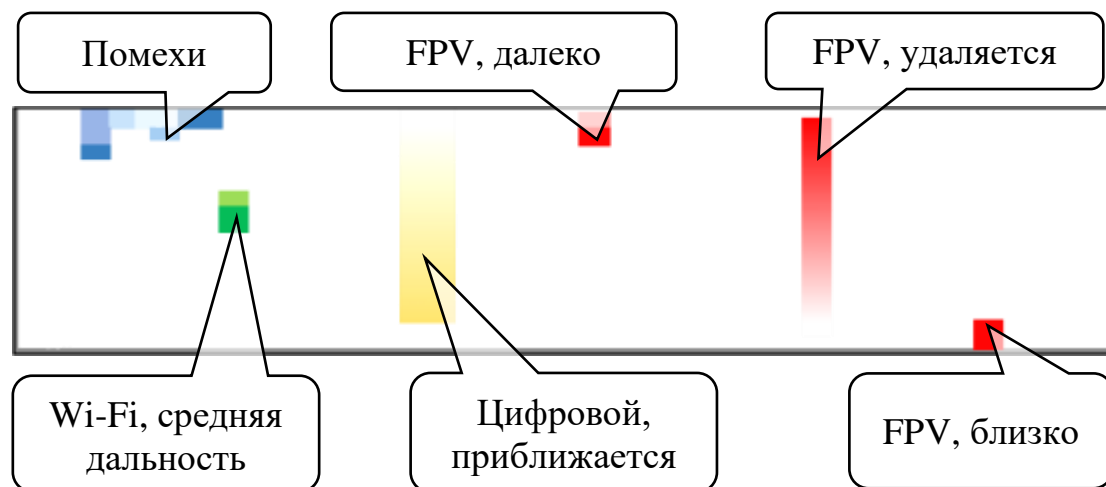 Помехи
FPV, далеко
FPV, удаляется
Wi-Fi, средняя
дальность
Цифровой,
приближается
FPV, близко